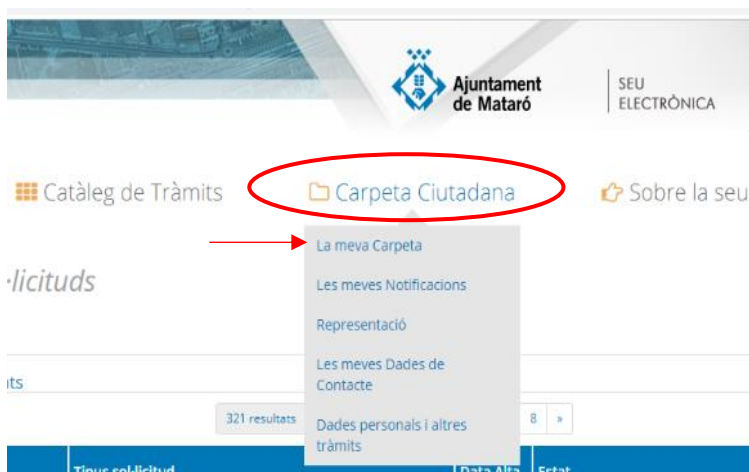 Ajuntament
de Mataró
SEU
ELECTRÒNICA
Catàleg de Tràmits
Carpeta Ciutadana
Sobre la seu
La meva Carpeta
·licituds
Les meves Notificacions
Representació
Les meves Dades de
Contacte
ts
321 resultats
8 »
Dades personals i altres
tràmits
Tipus sol·licitud
Data Alta
Estat